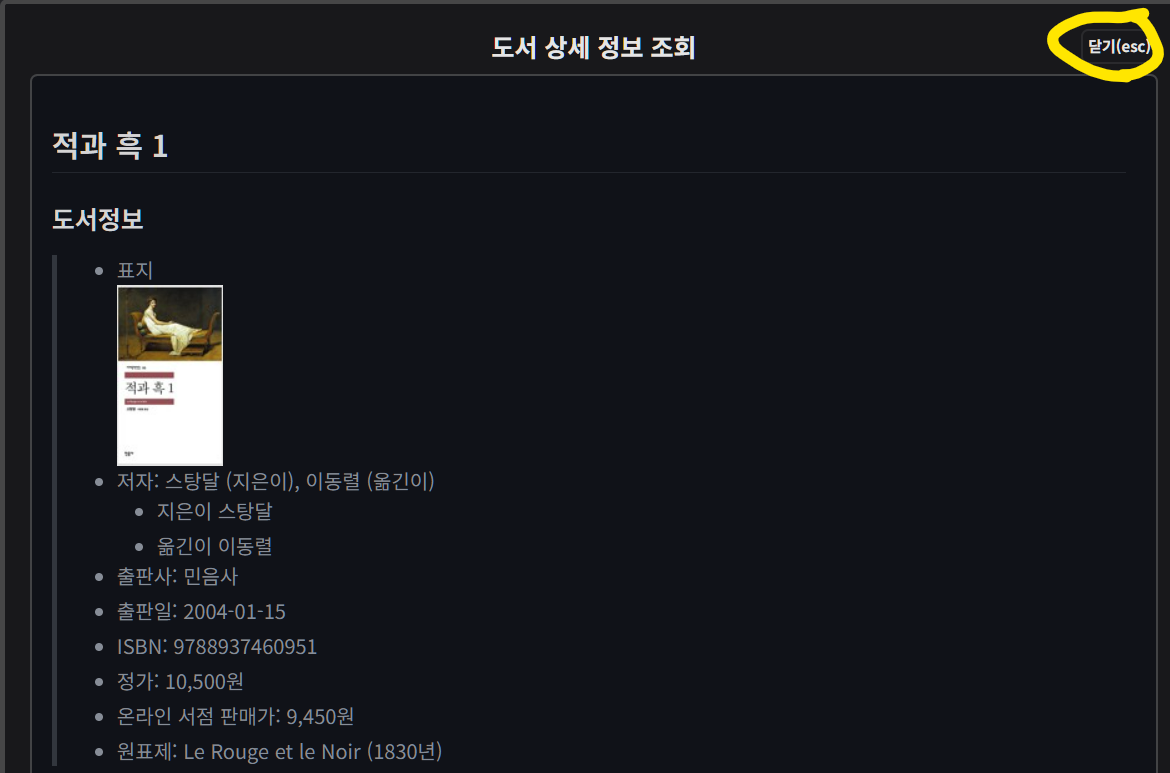 도서 상세 정보 조회
닫기(esc)
적과 흑 1
도서정보
표지
적과 흑 1
저자: 스탕달 (지은이), 이동렬 (옮긴이)
지은이 스탕달
옮긴이 이동렬
출판사: 민음사
출판일: 2004-01-15
ISBN: 9788937460951
정가: 10,500원
온라인 서점 판매가: 9,450원
원표제: Le Rouge et le Noir (1830년)